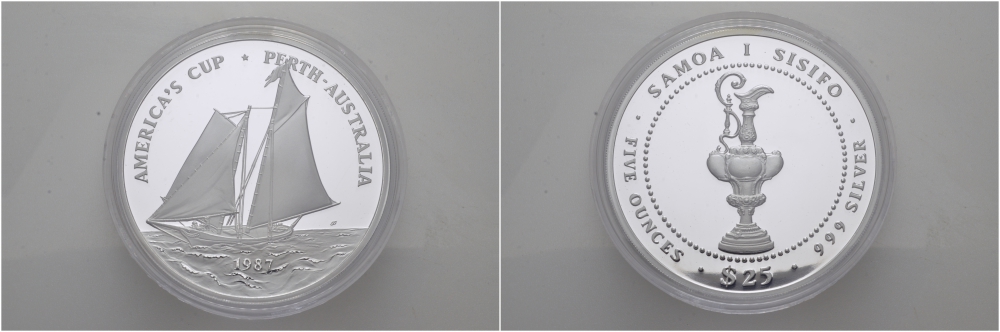 AMERICA'S CUP ★ PERTH-AUSTRALIA
1987
SAMOA I SISIFO
FIVE OUNCES • $25 • 999 SILVER